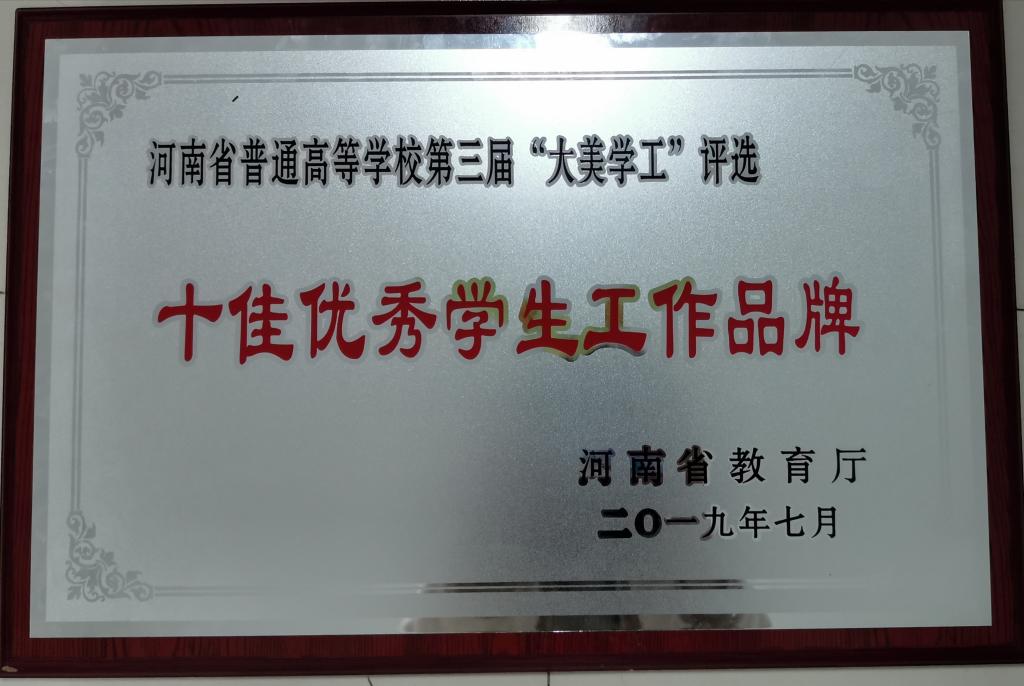 河南省普通高等学校第三届“大美学工”评选
十佳优秀学生工作品牌
河南省教育厅
二O一九年七月